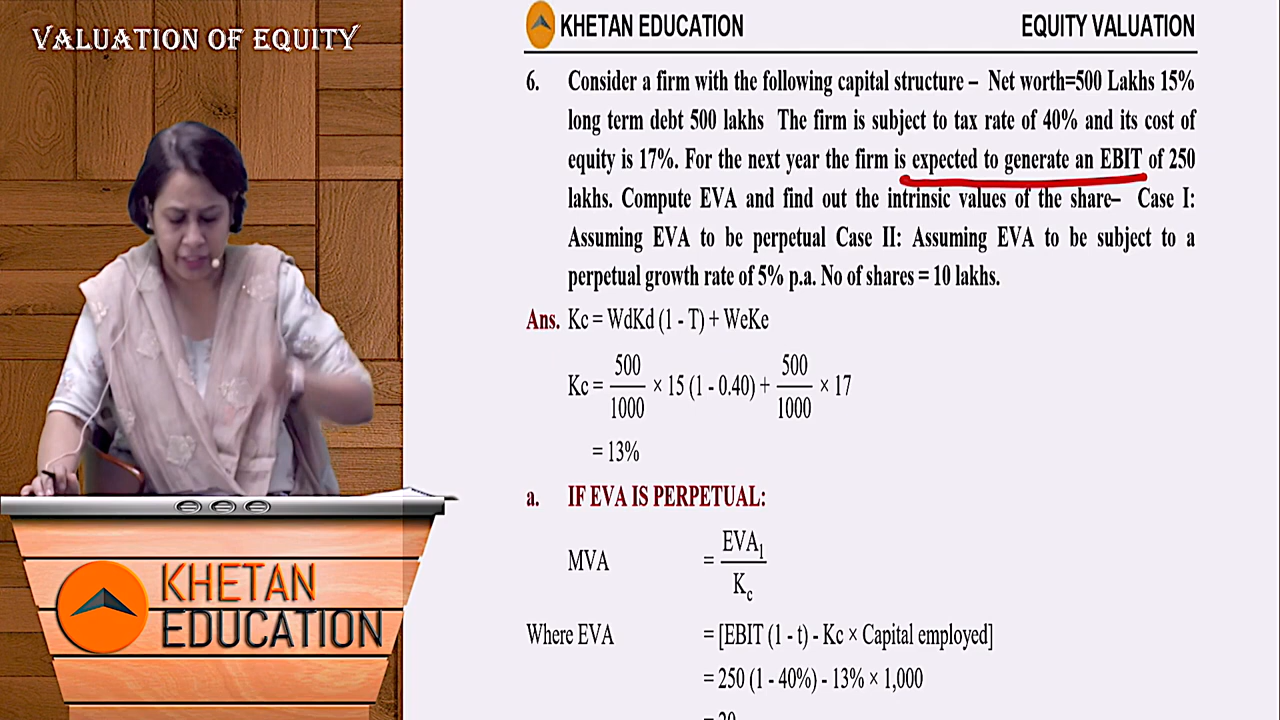 VALUATION OF EQUITY
KHETAN EDUCATION
EQUITY VALUATION
6. Consider a firm with the following capital structure – Net worth=500 Lakhs 15%
long term debt 500 lakhs The firm is subject to tax rate of 40% and its cost of
equity is 17%. For the next year the firm is expected to generate an EBIT of 250
lakhs. Compute EVA and find out the intrinsic values of the share– Case I:
Assuming EVA to be perpetual Case II: Assuming EVA to be subject to a
perpetual growth rate of 5% p.a. No of shares = 10 lakhs.
Ans. Kc = WdKd (1 - T) + WeKe
Kc = 500/1000 × 15 (1 - 0.40) + 500/1000 × 17
= 13%
a. IF EVA IS PERPETUAL:
MVA = EVA₁/K꜀
Where EVA = [EBIT (1 - t) - Kc × Capital employed]
= 250 (1 - 40%) - 13% × 1,000
= 20
KHETAN
EDUCATION